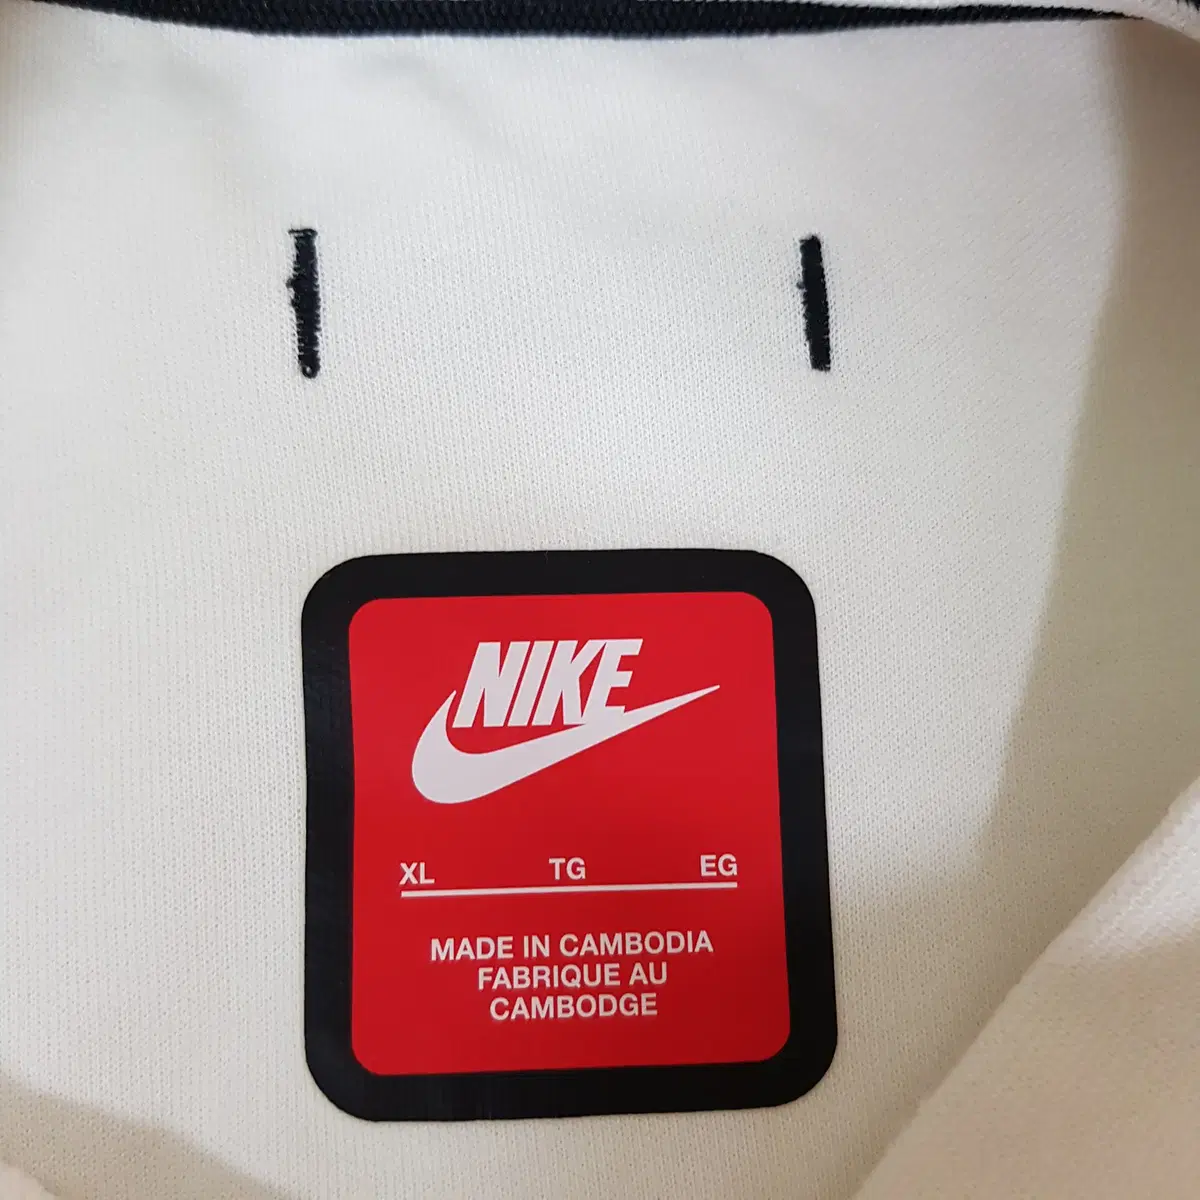 NIKE
XL TG EG
MADE IN CAMBODIA
FABRIQUE AU
CAMBODGE